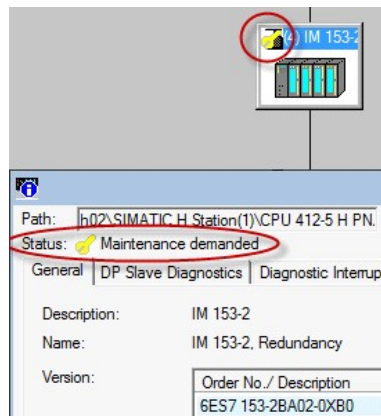 (4) IM 153-2
Path: h02\SIMATIC H Station(1)\CPU 412-5 H PN.
Status: Maintenance demanded
General DP Slave Diagnostics Diagnostic Interrup
Description: IM 153-2
Name: IM 153-2, Redundancy
Version: Order No./ Description
6ES7 153-2BA02-0XB0